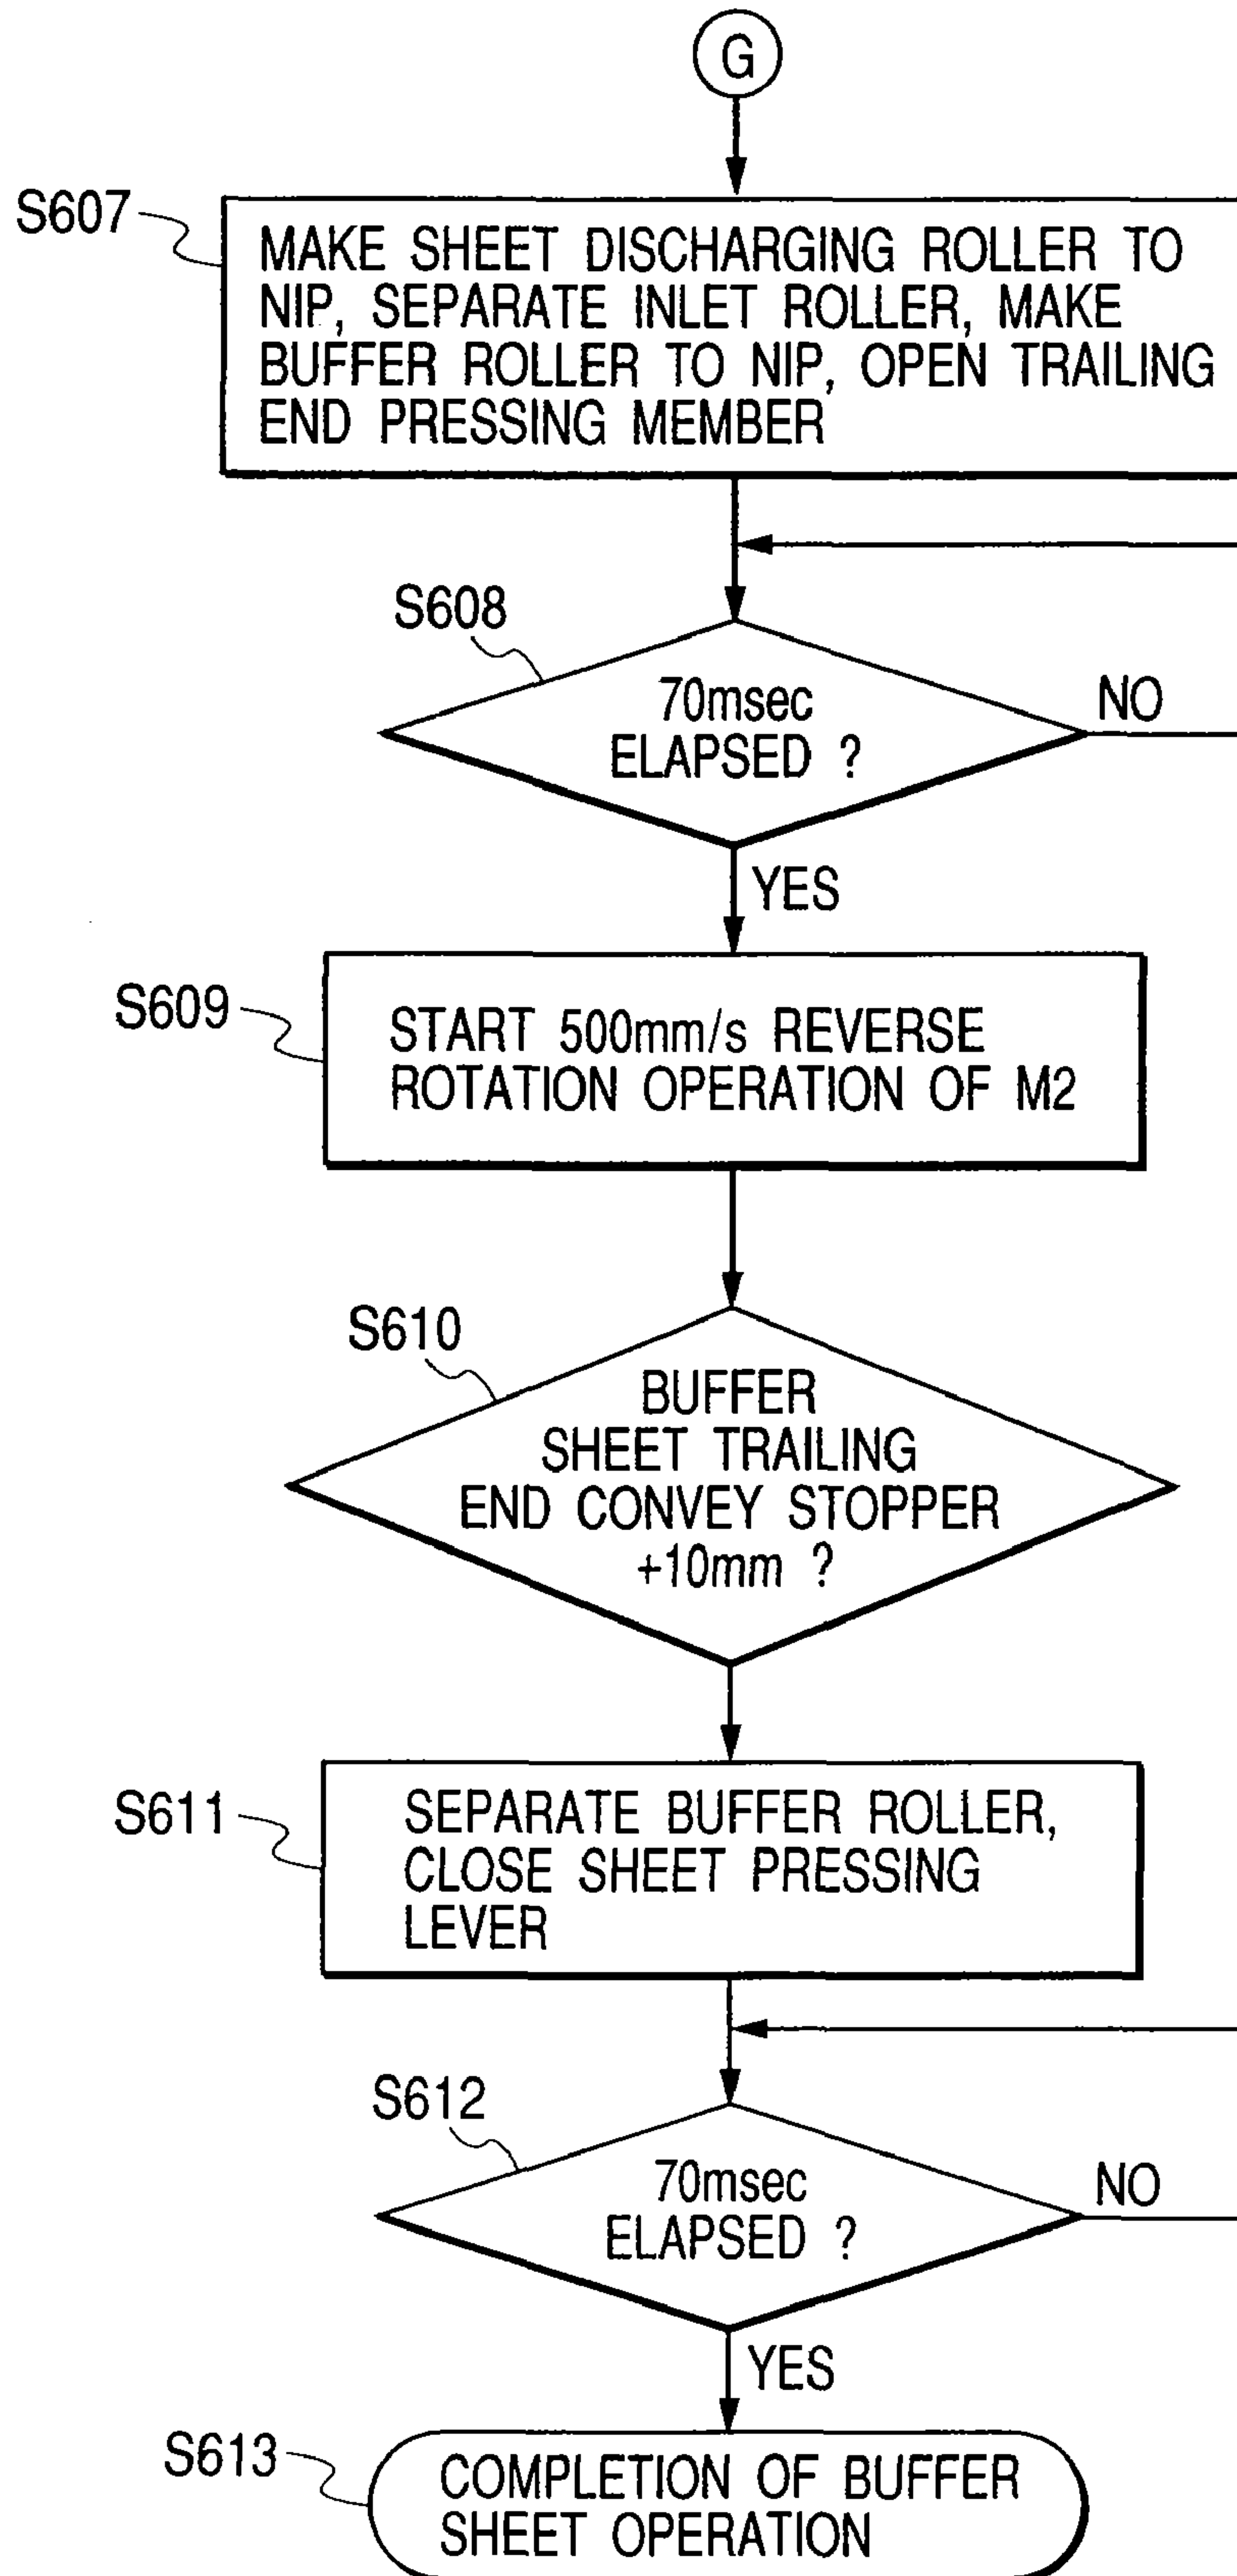 G
S607
MAKE SHEET DISCHARGING ROLLER TO
NIP, SEPARATE INLET ROLLER, MAKE
BUFFER ROLLER TO NIP, OPEN TRAILING
END PRESSING MEMBER
S608
70msec
ELAPSED ?
NO
YES
S609
START 500mm/s REVERSE
ROTATION OPERATION OF M2
S610
BUFFER
SHEET TRAILING
END CONVEY STOPPER
+10mm ?
S611
SEPARATE BUFFER ROLLER,
CLOSE SHEET PRESSING
LEVER
S612
70msec
ELAPSED ?
NO
YES
S613
COMPLETION OF BUFFER
SHEET OPERATION